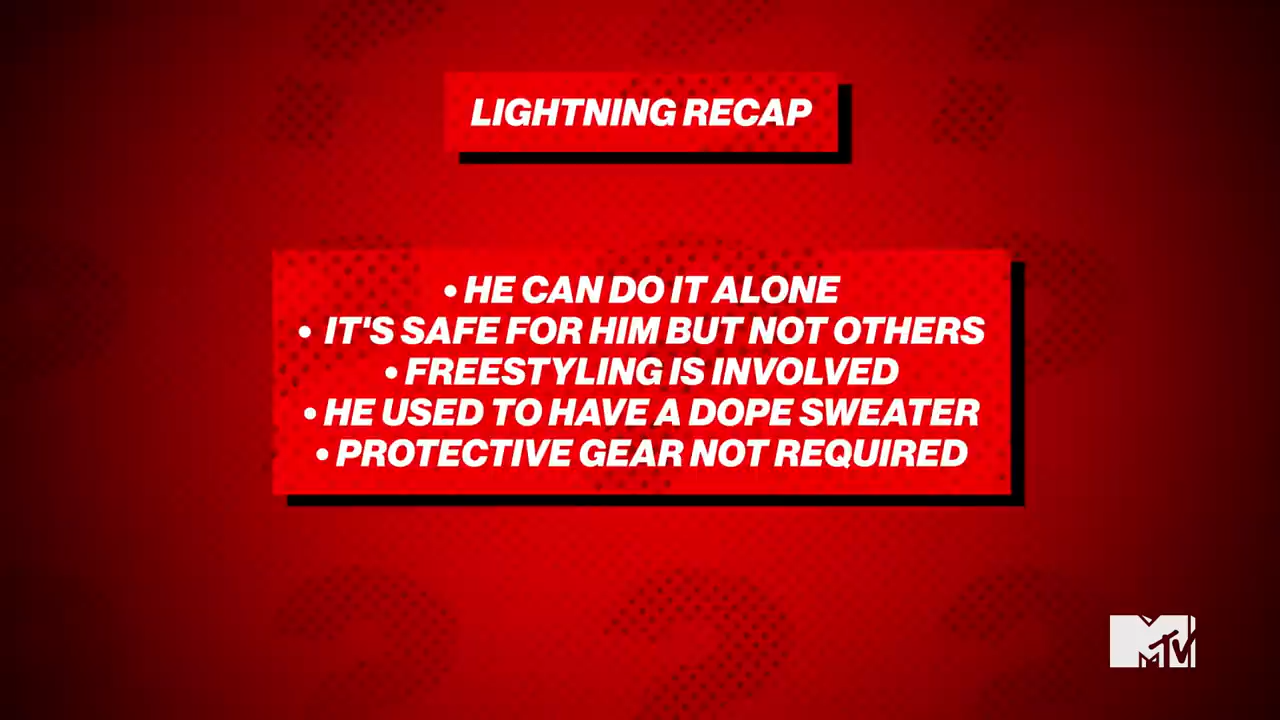 LIGHTNING RECAP
• HE CAN DO IT ALONE
• IT'S SAFE FOR HIM BUT NOT OTHERS
• FREESTYLING IS INVOLVED
• HE USED TO HAVE A DOPE SWEATER
• PROTECTIVE GEAR NOT REQUIRED
MTV